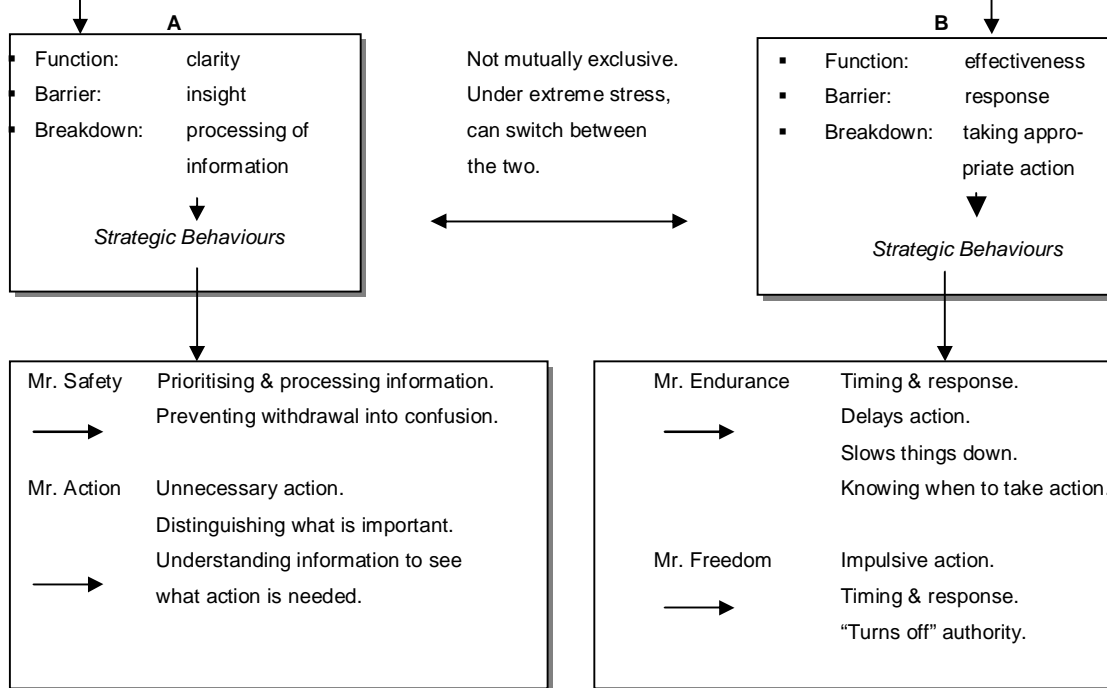 A
▪ Function: clarity
▪ Barrier: insight
▪ Breakdown: processing of
information
Strategic Behaviours
Not mutually exclusive.
Under extreme stress,
can switch between
the two.
B
▪ Function: effectiveness
▪ Barrier: response
▪ Breakdown: taking appro-
priate action
Strategic Behaviours
Mr. Safety Prioritising & processing information.
Preventing withdrawal into confusion.
Mr. Action Unnecessary action.
Distinguishing what is important.
Understanding information to see
what action is needed.
Mr. Endurance Timing & response.
Delays action.
Slows things down.
Knowing when to take action.
Mr. Freedom Impulsive action.
Timing & response.
“Turns off” authority.